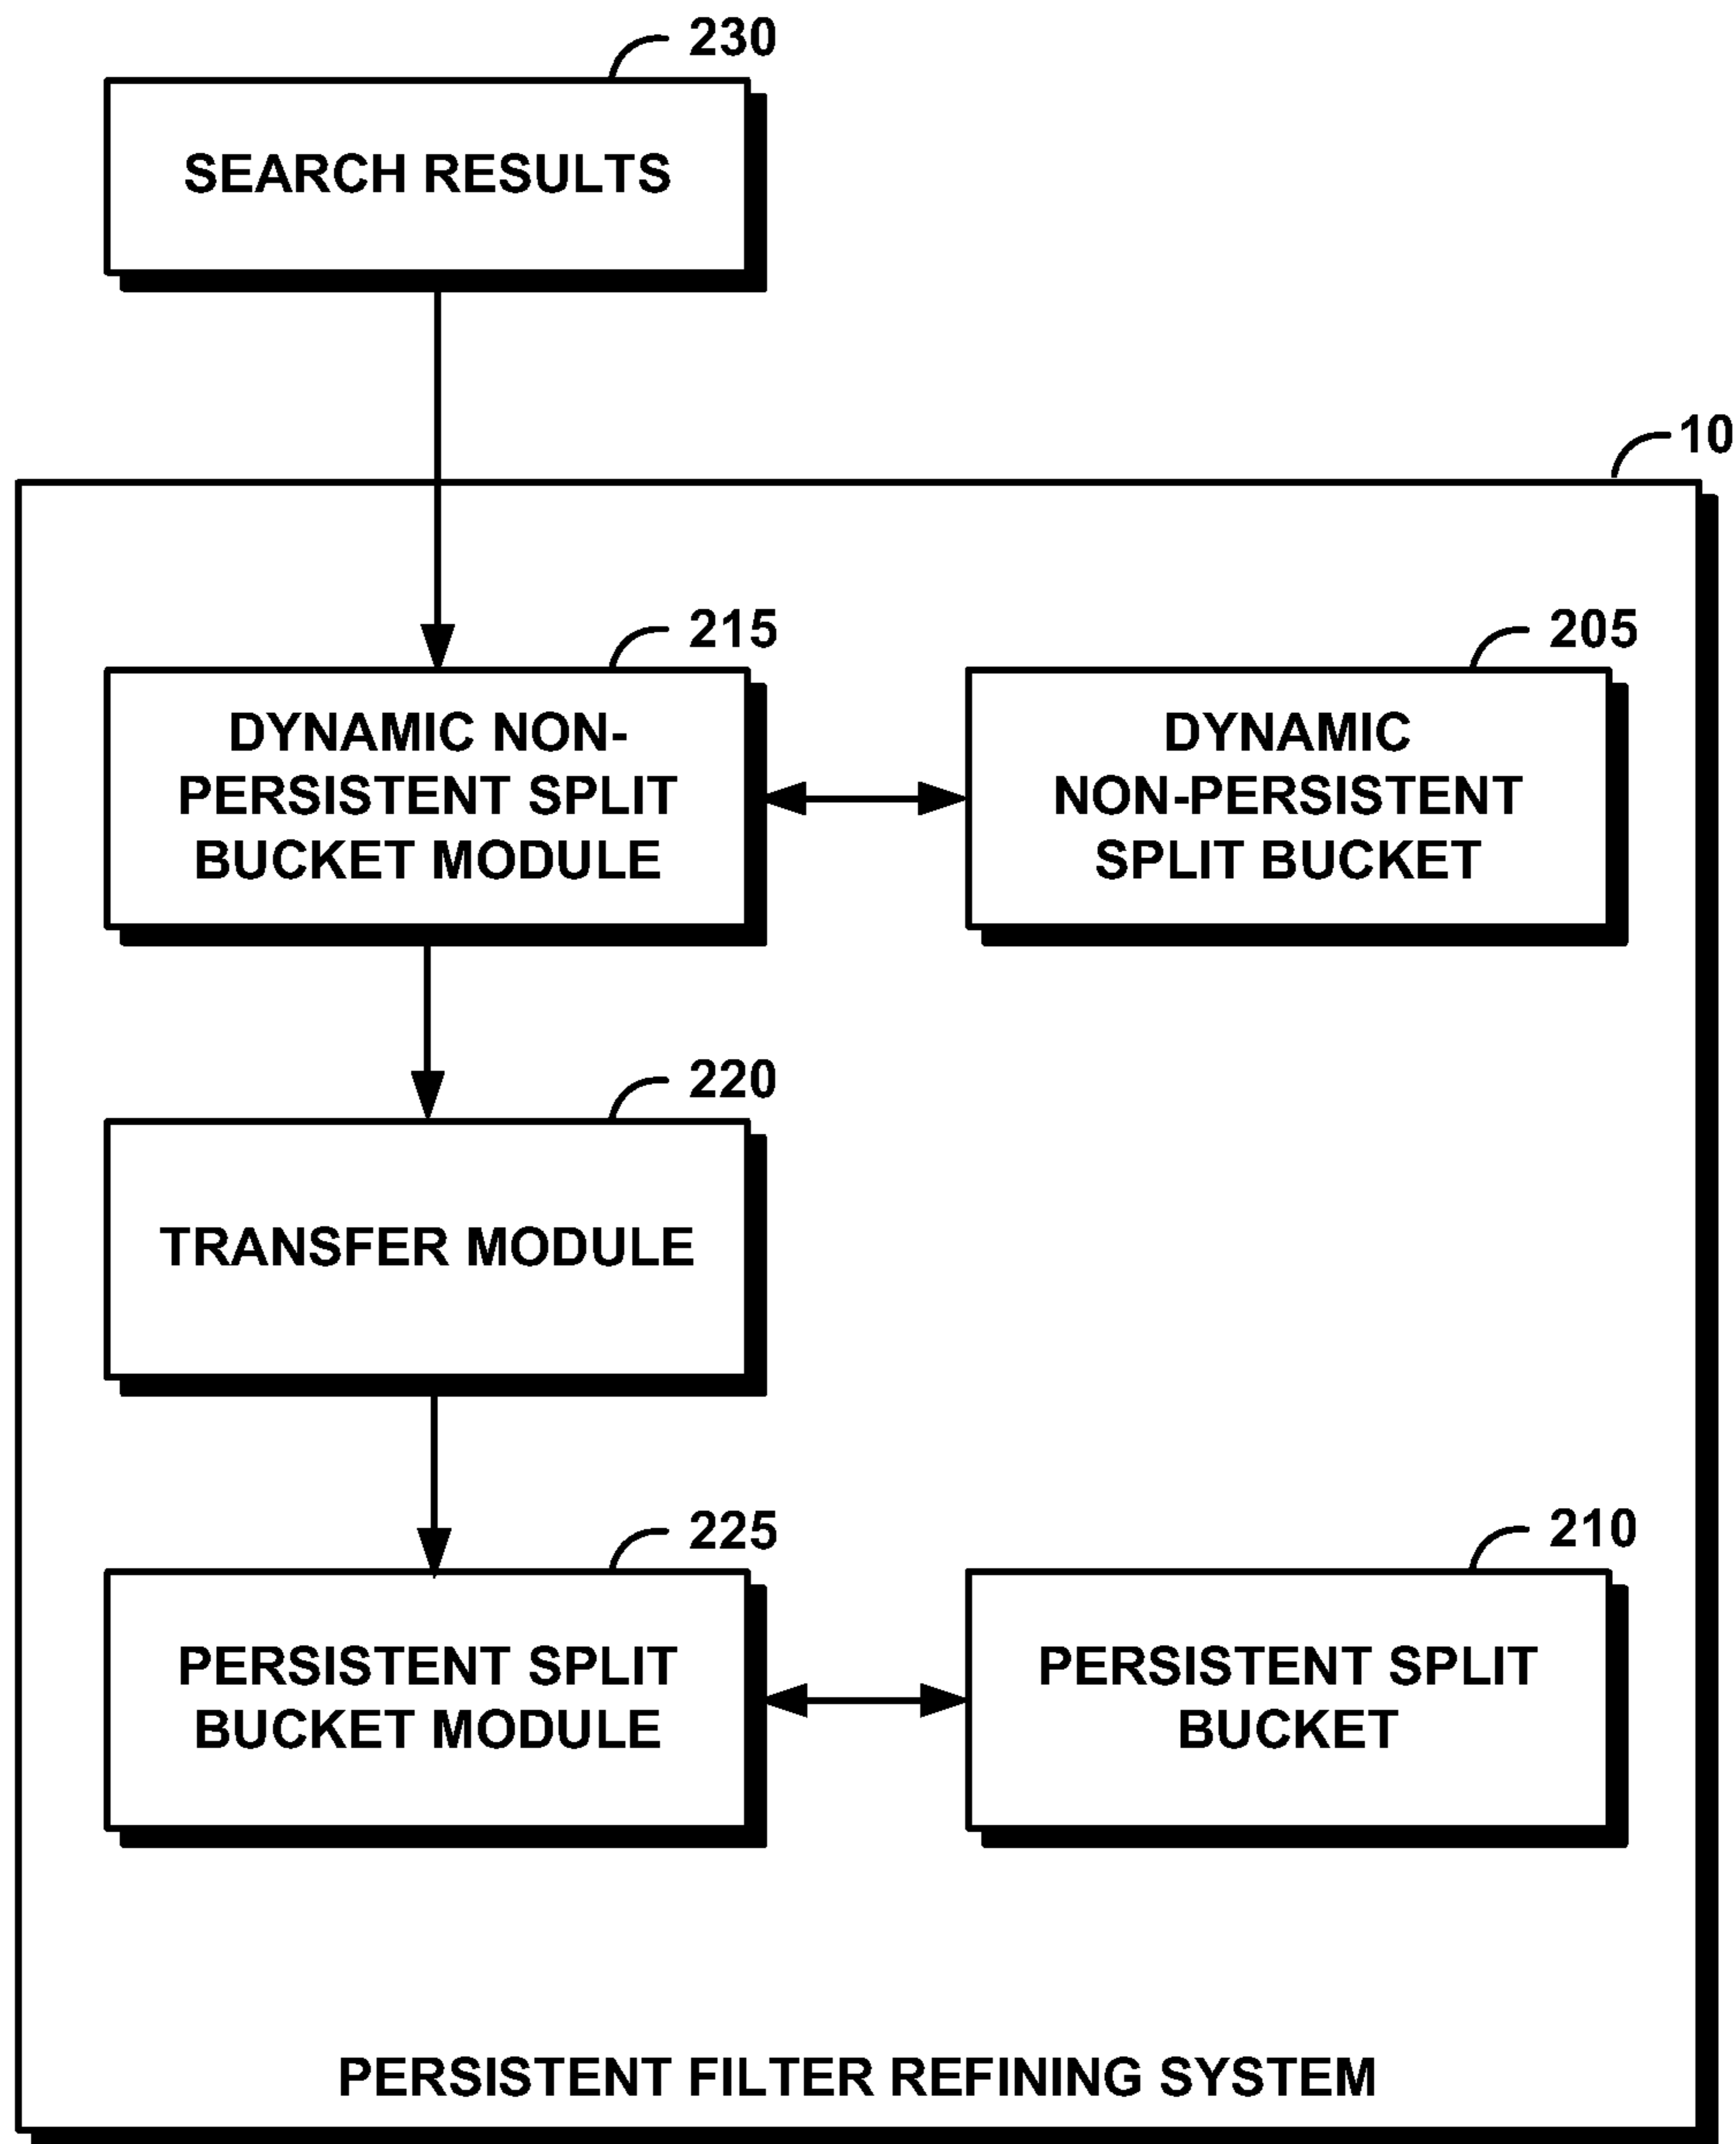 230
SEARCH RESULTS
10
215
DYNAMIC NON-
PERSISTENT SPLIT
BUCKET MODULE
205
DYNAMIC
NON-PERSISTENT
SPLIT BUCKET
220
TRANSFER MODULE
225
PERSISTENT SPLIT
BUCKET MODULE
210
PERSISTENT SPLIT
BUCKET
PERSISTENT FILTER REFINING SYSTEM